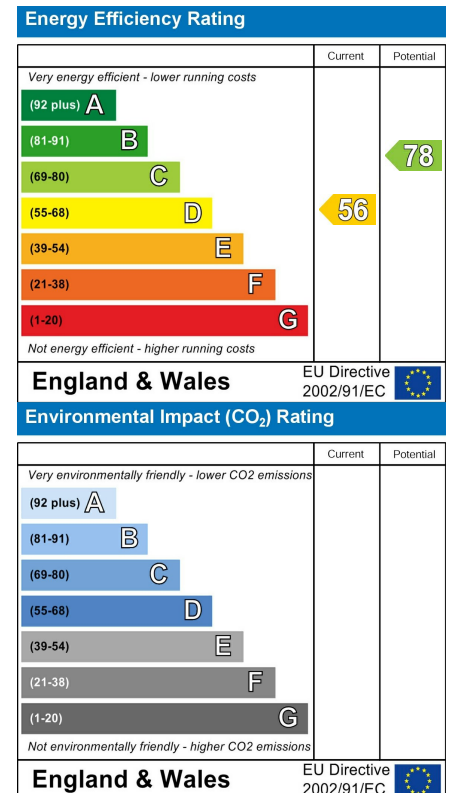 Energy Efficiency Rating
Current Potential
Very energy efficient - lower running costs
(92 plus) A
(81-91) B
(69-80) C
(55-68) D
(39-54) E
(21-38) F
(1-20) G
56
78
Not energy efficient - higher running costs
England & Wales
EU Directive
2002/91/EC
Environmental Impact (CO₂) Rating
Current Potential
Very environmentally friendly - lower CO2 emissions
(92 plus) A
(81-91) B
(69-80) C
(55-68) D
(39-54) E
(21-38) F
(1-20) G
Not environmentally friendly - higher CO2 emissions
England & Wales
EU Directive
2002/91/EC